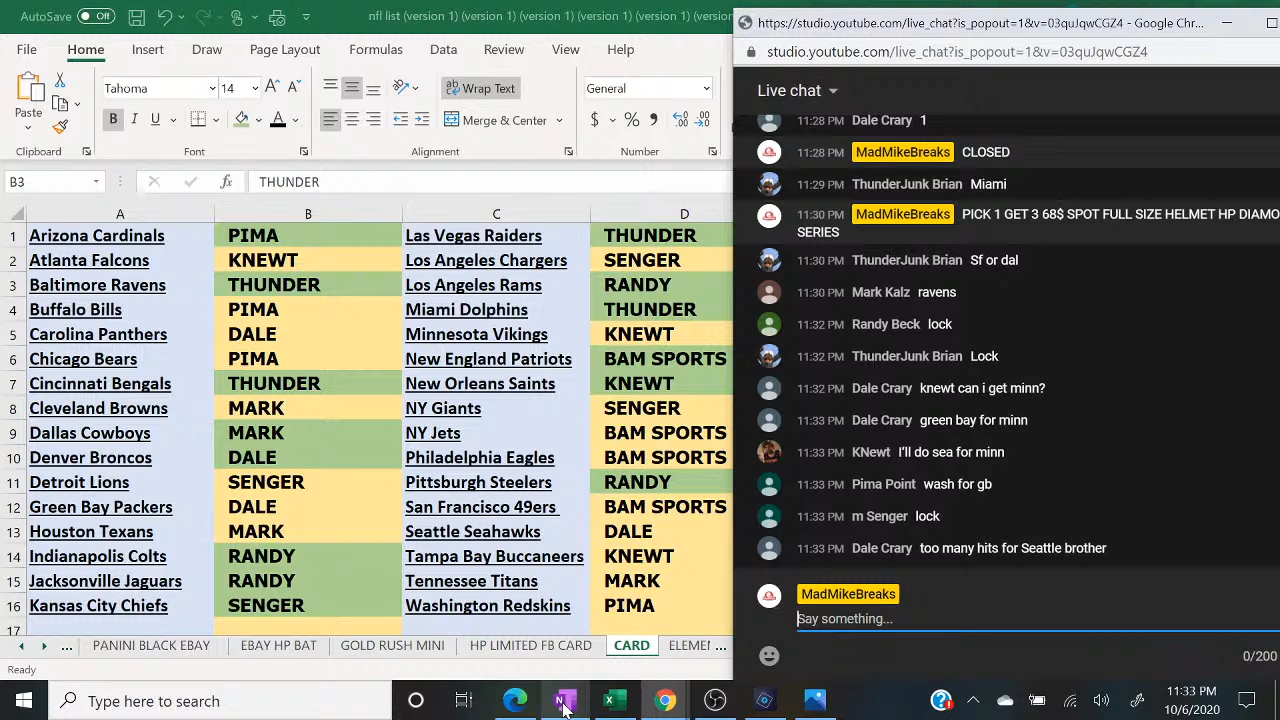 AutoSave Off nfl list (version 1) (version 1) (version 1)
https://studio.youtube.com/live_chat?is_popout=1&v=03quJqwCGZ4 - Google Chr...
File Home Insert Draw Page Layout Formulas Data Review View Help
studio.youtube.com/live_chat?is_popout=1&v=03quJqwCGZ4
Paste
Tahoma 14
B I U A
ab Wrap Text
Merge & Center
General
$ % 9
Clipboard Font Alignment Number
B3 fx THUNDER
A B C D
1 Arizona Cardinals PIMA Las Vegas Raiders THUNDER
2 Atlanta Falcons KNEWT Los Angeles Chargers SENGER
3 Baltimore Ravens THUNDER Los Angeles Rams RANDY
4 Buffalo Bills PIMA Miami Dolphins THUNDER
5 Carolina Panthers DALE Minnesota Vikings KNEWT
6 Chicago Bears PIMA New England Patriots BAM SPORTS
7 Cincinnati Bengals THUNDER New Orleans Saints KNEWT
8 Cleveland Browns MARK NY Giants SENGER
9 Dallas Cowboys MARK NY Jets BAM SPORTS
10 Denver Broncos DALE Philadelphia Eagles BAM SPORTS
11 Detroit Lions SENGER Pittsburgh Steelers RANDY
12 Green Bay Packers DALE San Francisco 49ers BAM SPORTS
13 Houston Texans MARK Seattle Seahawks DALE
14 Indianapolis Colts RANDY Tampa Bay Buccaneers KNEWT
15 Jacksonville Jaguars RANDY Tennessee Titans MARK
16 Kansas City Chiefs SENGER Washington Redskins PIMA
17
... PANINI BLACK EBAY EBAY HP BAT GOLD RUSH MINI HP LIMITED FB CARD CARD ELEMEN ...
Ready
Live chat
Dale Crary 1
11:28 PM MadMikeBreaks CLOSED
11:29 PM ThunderJunk Brian Miami
11:30 PM MadMikeBreaks PICK 1 GET 3 68$ SPOT FULL SIZE HELMET HP DIAMO
SERIES
11:30 PM ThunderJunk Brian Sf or dal
11:30 PM Mark Kalz ravens
11:32 PM Randy Beck lock
11:32 PM ThunderJunk Brian Lock
11:32 PM Dale Crary knewt can i get minn?
11:33 PM Dale Crary green bay for minn
11:33 PM KNewt I'll do sea for minn
11:33 PM Pima Point wash for gb
11:33 PM m Senger lock
11:33 PM Dale Crary too many hits for Seattle brother
MadMikeBreaks
Say something...
0/200
Type here to search
11:33 PM
10/6/2020